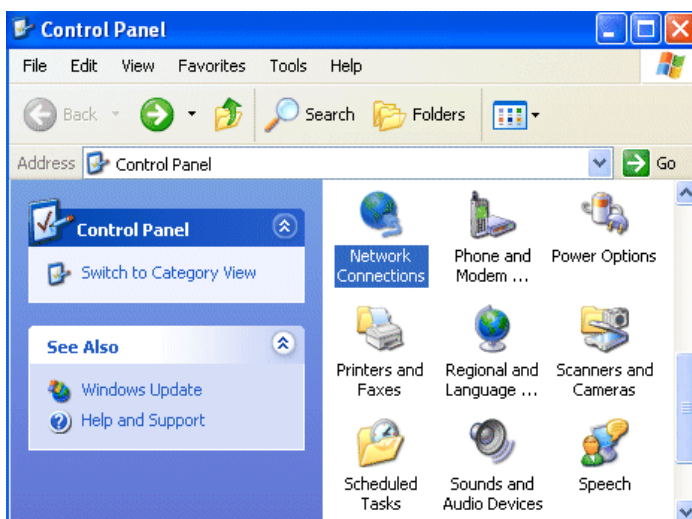 Control Panel
File Edit View Favorites Tools Help
Back Search Folders
Address Control Panel Go
Control Panel
Switch to Category View
See Also
Windows Update
Help and Support
Network
Connections
Phone and
Modem ...
Power Options
Printers and
Faxes
Regional and
Language ...
Scanners and
Cameras
Scheduled
Tasks
Sounds and
Audio Devices
Speech